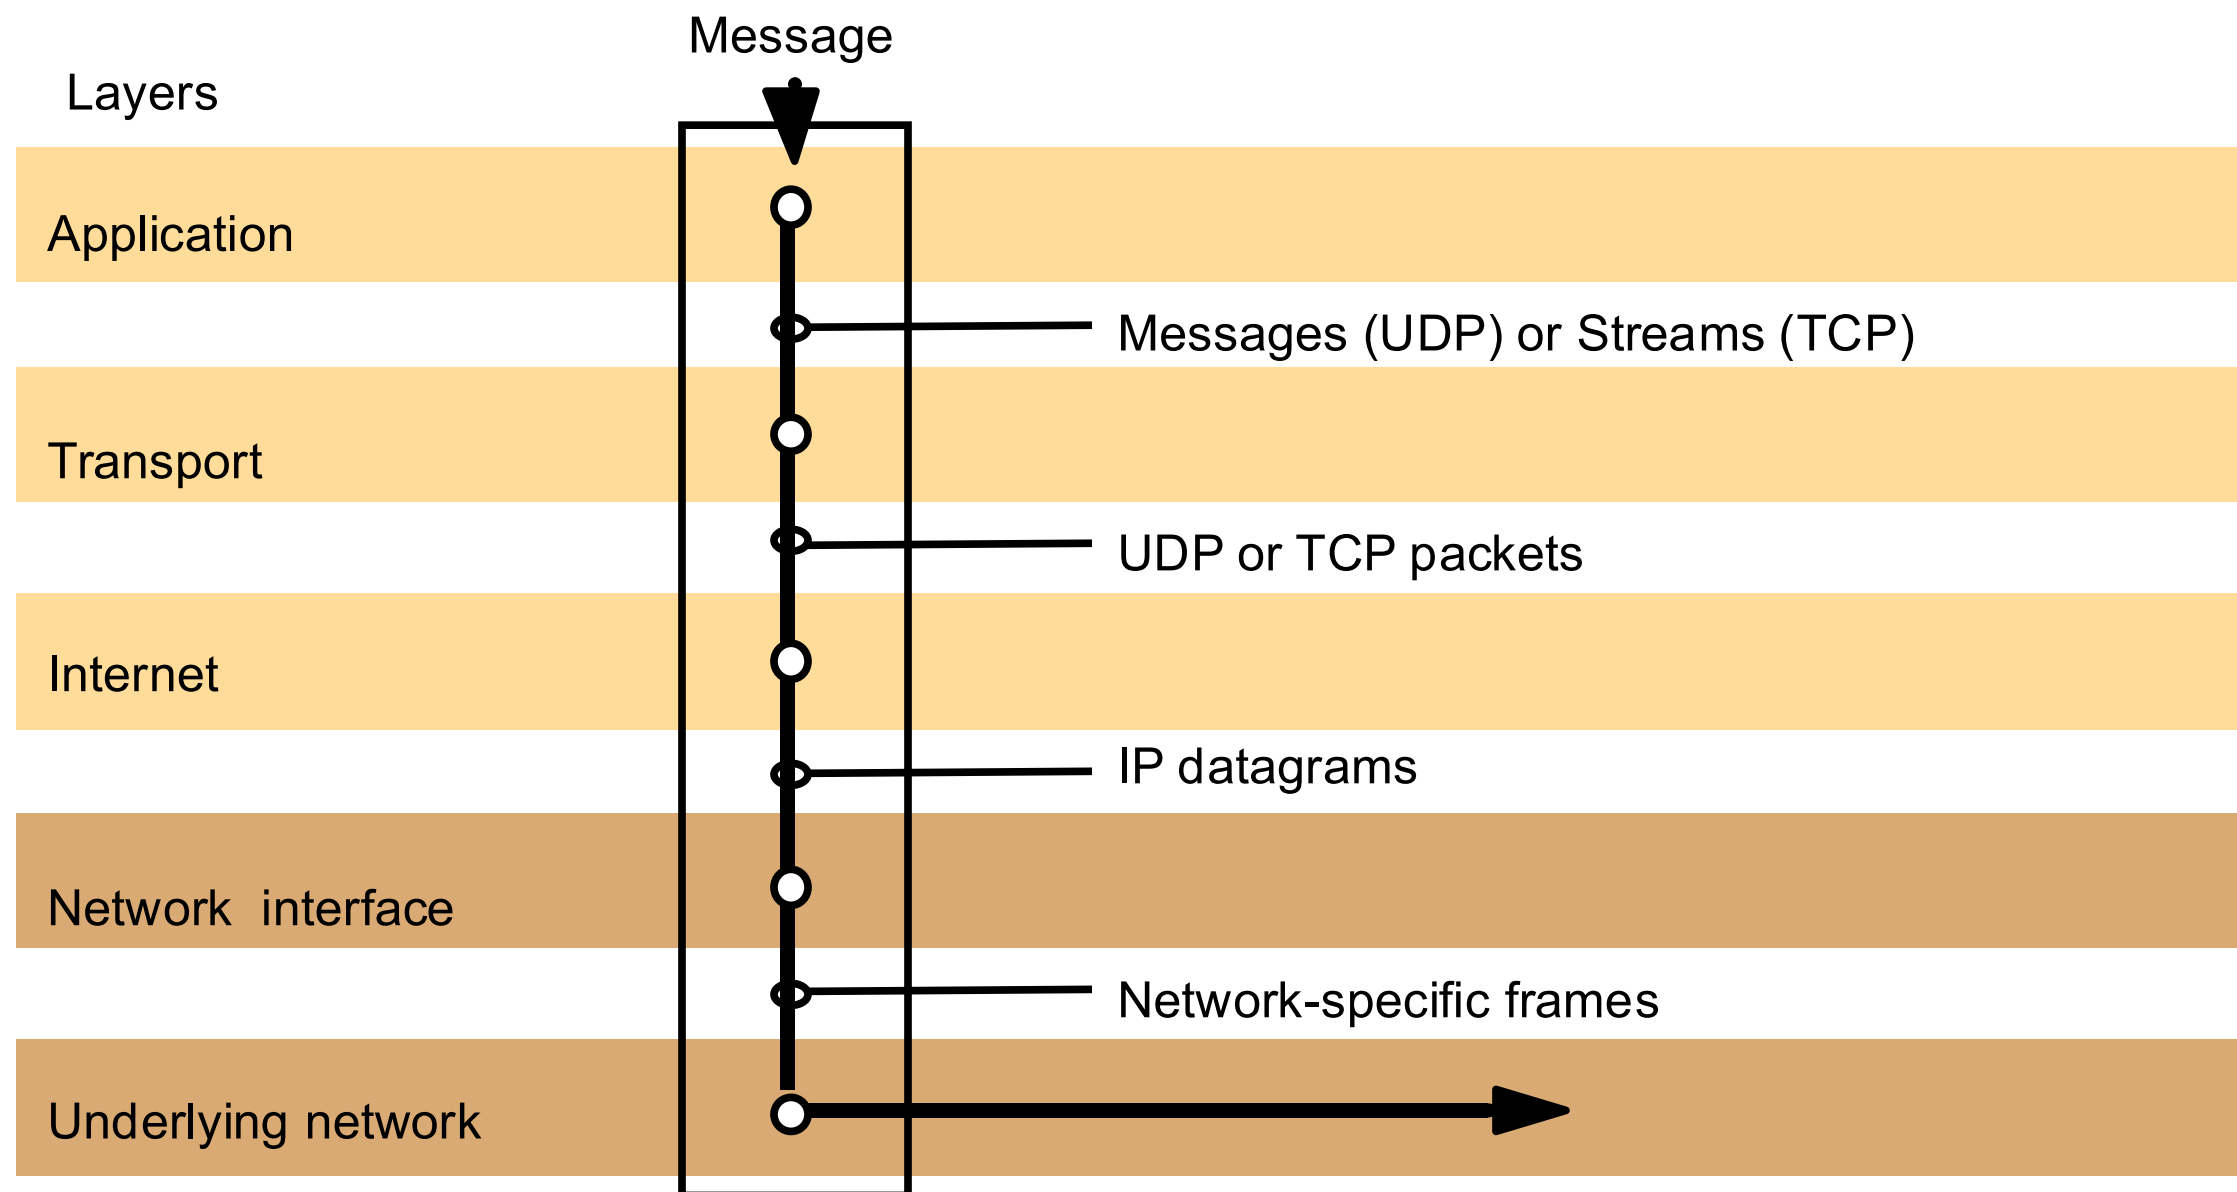 Message
Layers
Application
Messages (UDP) or Streams (TCP)
Transport
UDP or TCP packets
Internet
IP datagrams
Network interface
Network-specific frames
Underlying network